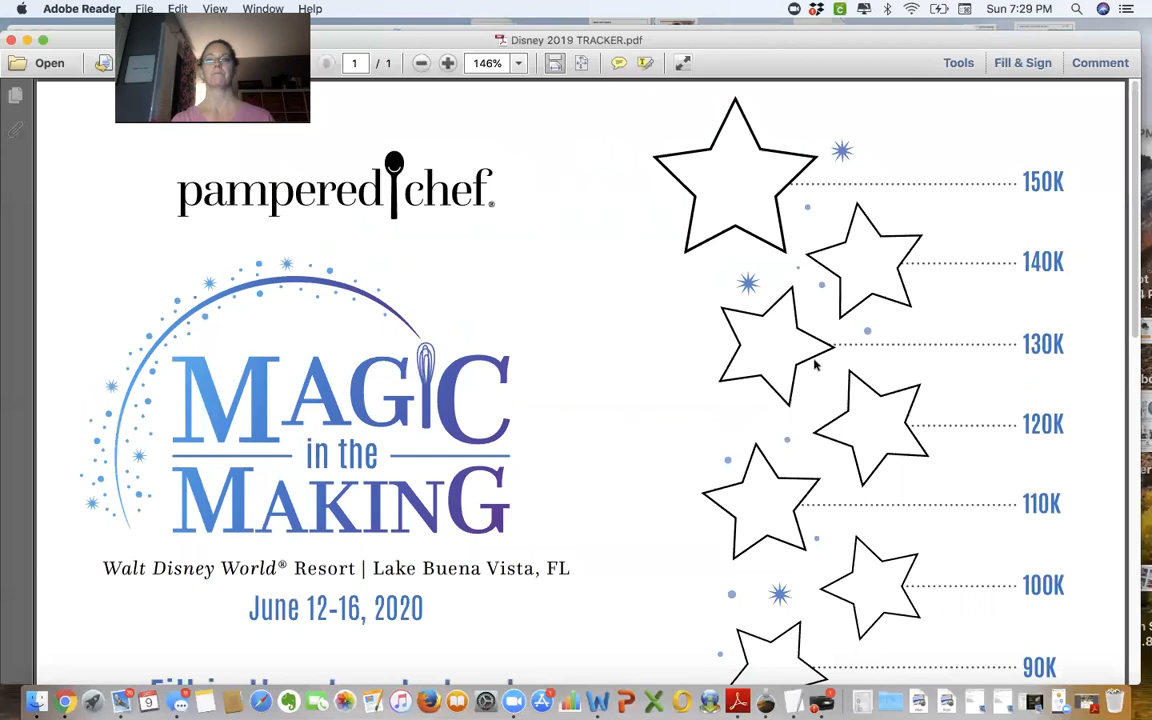 Adobe Reader File Edit View Window Help Sun 7:29 PM
Disney 2019 TRACKER.pdf
Open 1 / 1 146% Tools Fill & Sign Comment
pampered chef®
MAGIC
in the
MAKING
Walt Disney World® Resort | Lake Buena Vista, FL
June 12-16, 2020
150K
140K
130K
120K
110K
100K
90K